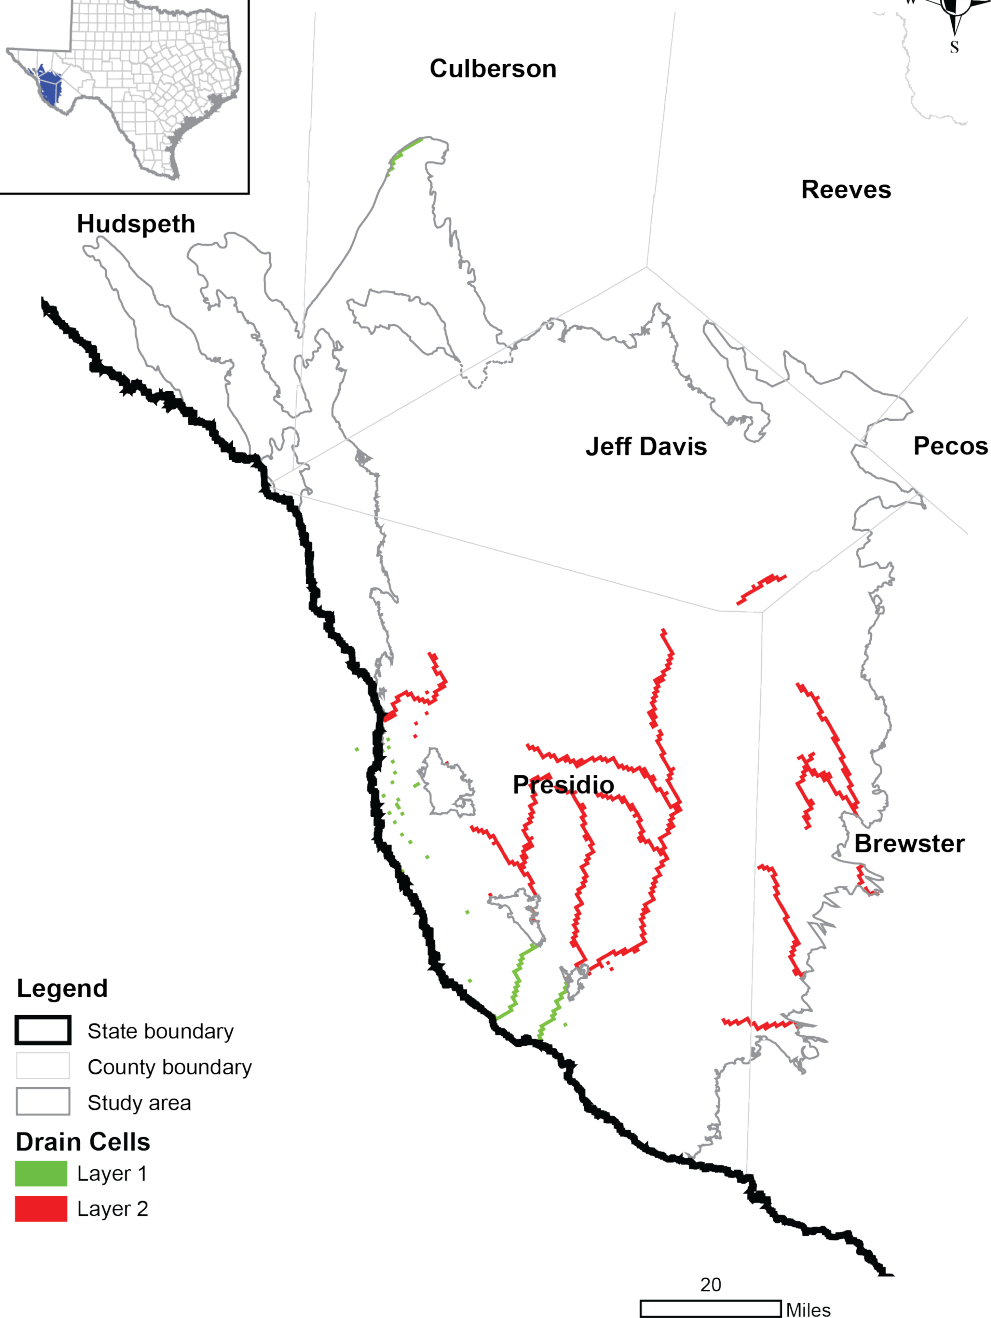 W
S
Culberson
Reeves
Hudspeth
Jeff Davis
Pecos
Presidio
Brewster
Legend
State boundary
County boundary
Study area
Drain Cells
Layer 1
Layer 2
20
Miles